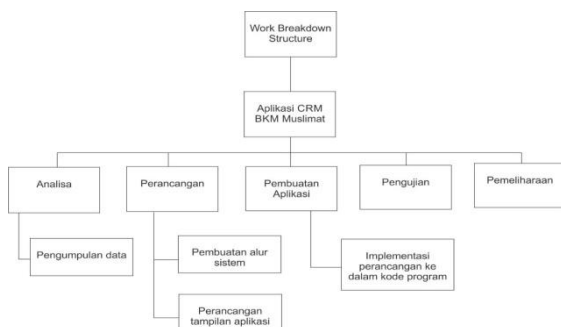 Work Breakdown
Structure
Aplikasi CRM
BKM Muslimat
Analisa
Perancangan
Pembuatan
Aplikasi
Pengujian
Pemeliharaan
Pengumpulan data
Pembuatan alur
sistem
Implementasi
perancangan ke
dalam kode program
Perancangan
tampilan aplikasi